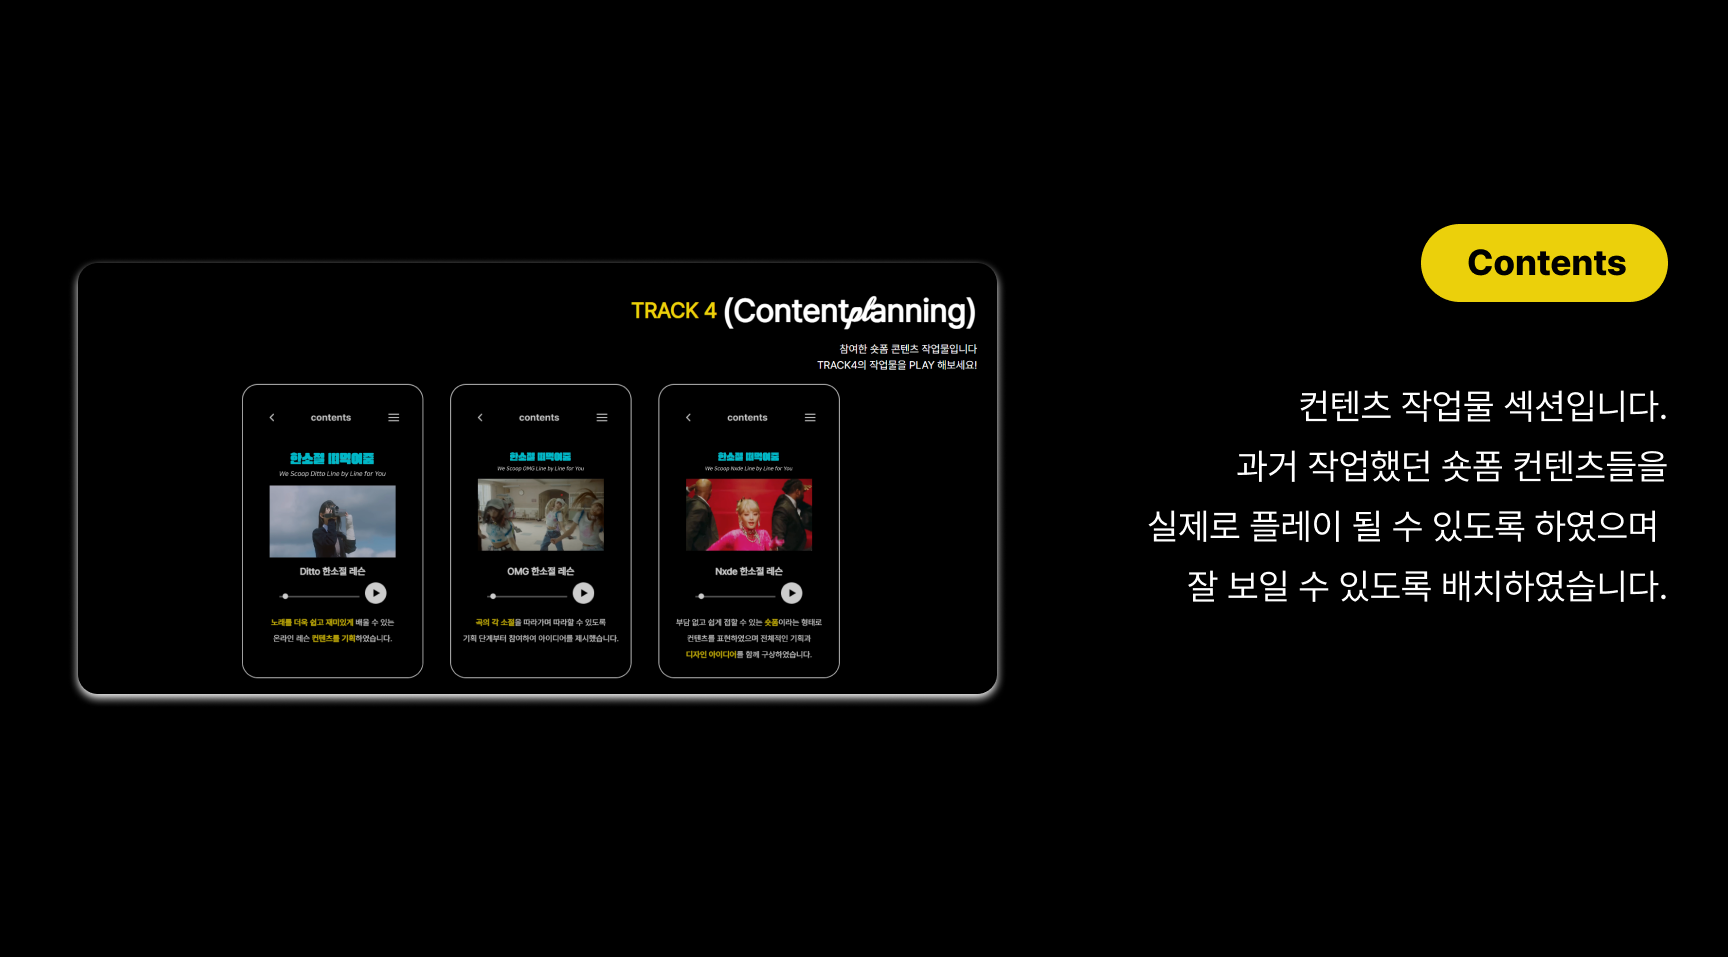 TRACK 4 (Contentplanning)
참여한 숏폼 콘텐츠 작업물입니다
TRACK4의 작업물을 PLAY 해보세요!
contents
한소절 떠먹여줌
We Scoop Ditto Line by Line for You
Ditto 한소절 레슨
노래를 더욱 쉽고 재미있게 배울 수 있는
온라인 레슨 컨텐츠를 기획하였습니다.
contents
한소절 떠먹여줌
We Scoop OMG Line by Line for You
OMG 한소절 레슨
곡의 각 소절을 따라가며 따라할 수 있도록
기획 단계부터 참여하여 아이디어를 제시했습니다.
contents
한소절 떠먹여줌
We Scoop Nxde Line by Line for You
Nxde 한소절 레슨
부담 없고 쉽게 접할 수 있는 숏폼이라는 형태로
컨텐츠를 표현하였으며 전체적인 기획과
디자인 아이디어를 함께 구상하였습니다.
Contents
컨텐츠 작업물 섹션입니다.
과거 작업했던 숏폼 컨텐츠들을
실제로 플레이 될 수 있도록 하였으며
잘 보일 수 있도록 배치하였습니다.